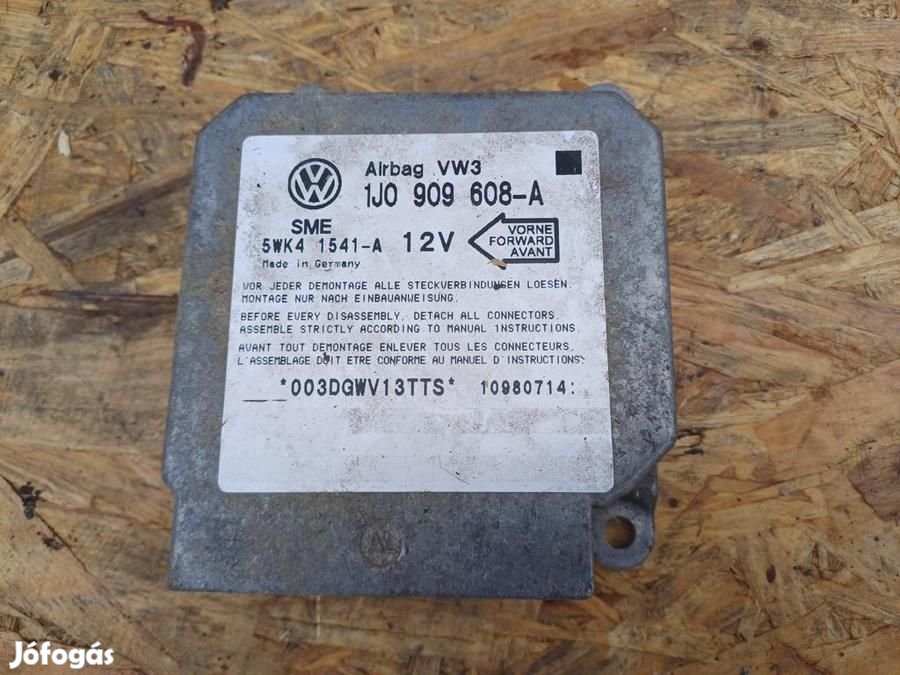 Airbag VW3
1J0 909 608-A
SME
5WK4 1541-A 12V
VORNE
FORWARD
AVANT
Made in Germany
VOR JEDER DEMONTAGE ALLE STECKVERBINDUNGEN LOESEN.
MONTAGE NUR NACH EINBAUANWEISUNG.
BEFORE EVERY DISASSEMBLY, DETACH ALL CONNECTORS.
ASSEMBLE STRICTLY ACCORDING TO MANUAL INSTRUCTIONS.
AVANT TOUT DEMONTAGE ENLEVER TOUS LES CONNECTEURS.
L'ASSEMBLAGE DOIT ETRE CONFORME AU MANUEL D'INSTRUCTIONS
___*003DGWV13TTS* 10980714:
AL
Jófogás